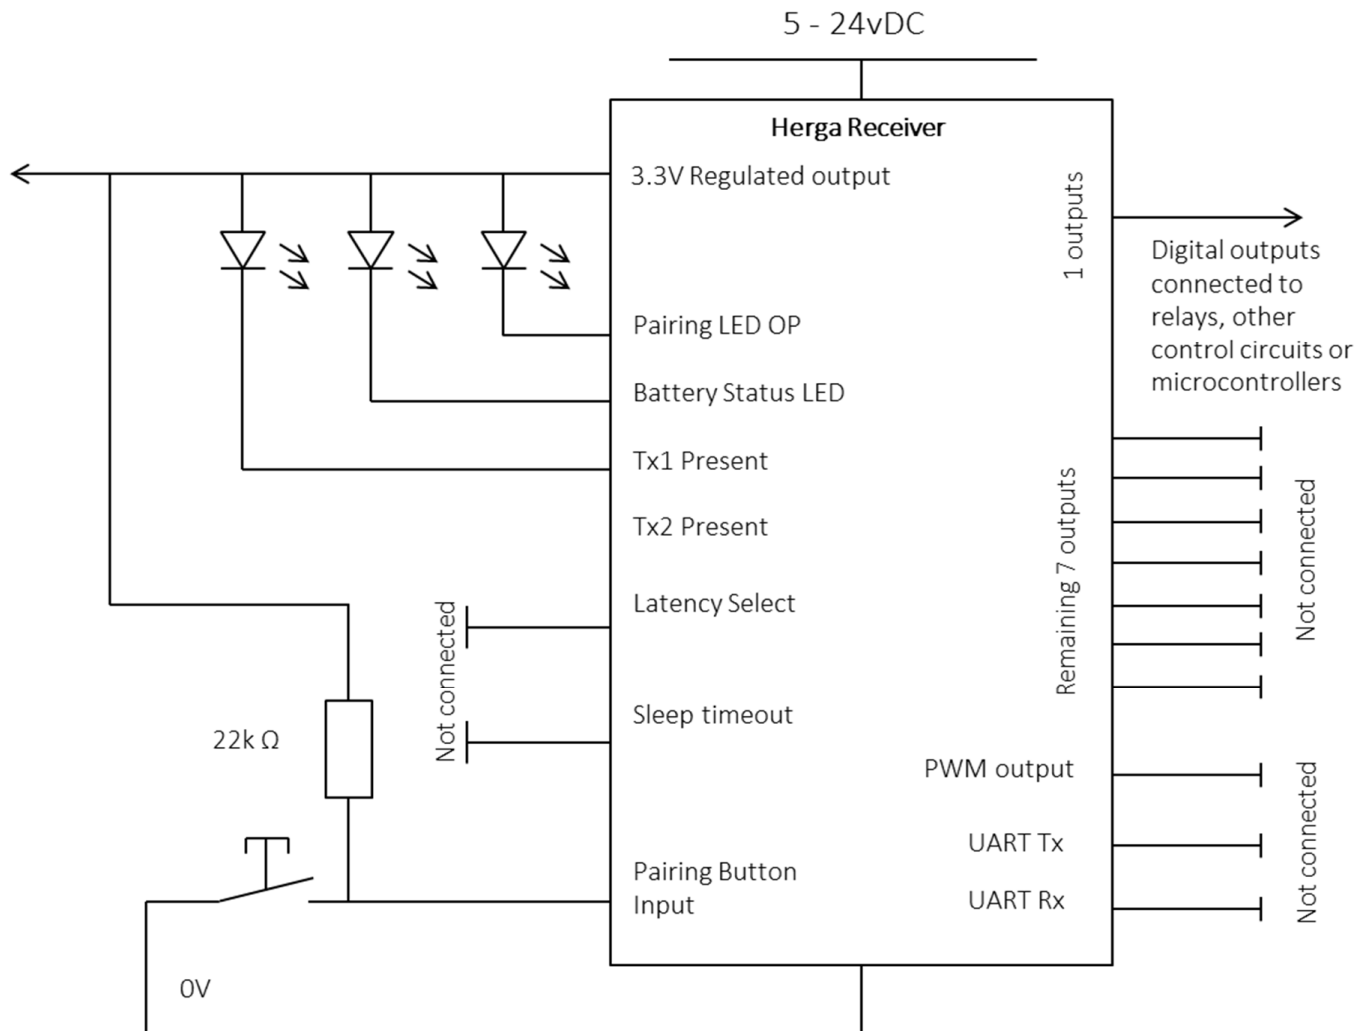 5 - 24vDC
Herga Receiver
3.3V Regulated output
1 outputs
Digital outputs
connected to
relays, other
control circuits or
microcontrollers
Pairing LED OP
Battery Status LED
Tx1 Present
Tx2 Present
Latency Select
Sleep timeout
Not connected
Remaining 7 outputs
Not connected
22k Ω
PWM output
UART Tx
UART Rx
Not connected
Pairing Button
Input
0V